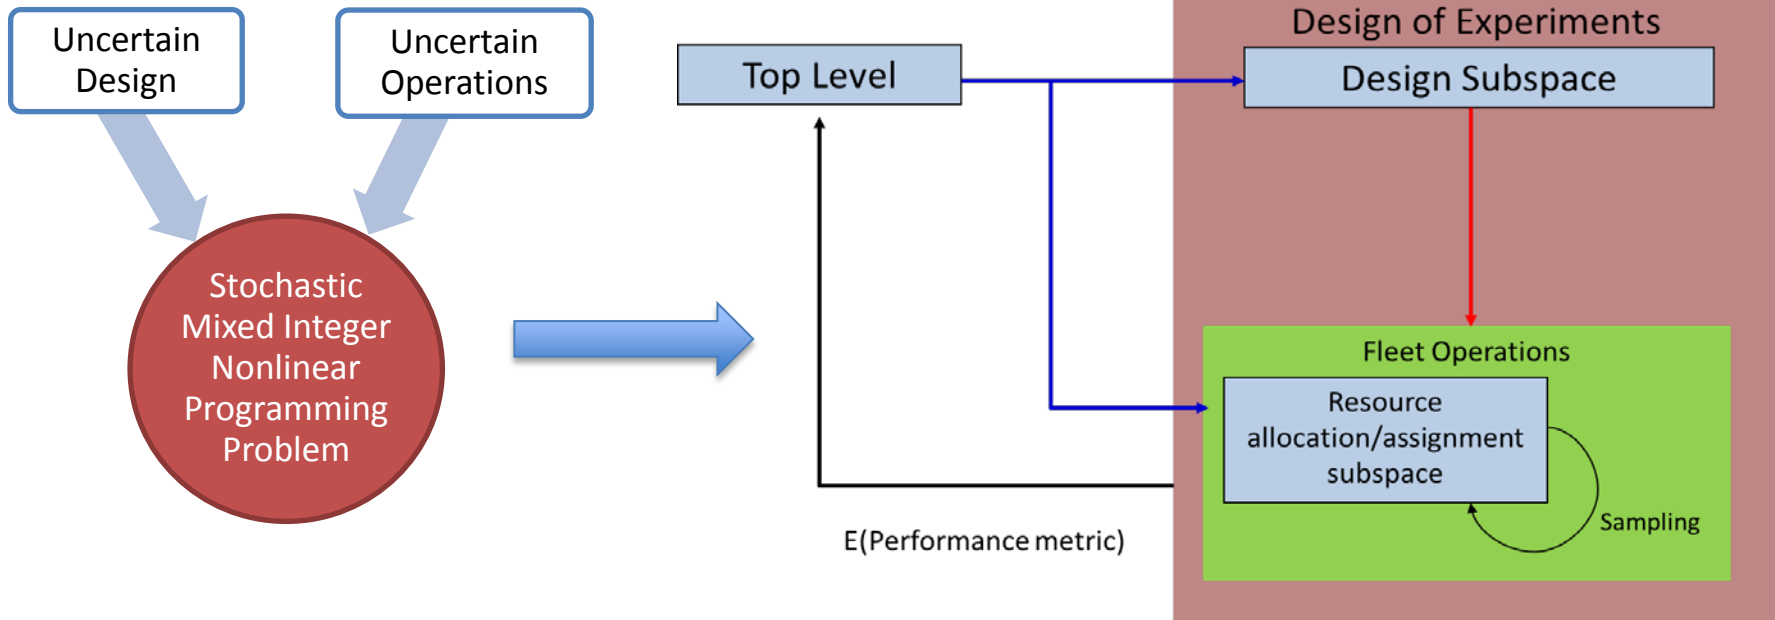 Uncertain
Design
Uncertain
Operations
Stochastic
Mixed Integer
Nonlinear
Programming
Problem
Top Level
Design of Experiments
Design Subspace
Fleet Operations
Resource
allocation/assignment
subspace
Sampling
E(Performance metric)